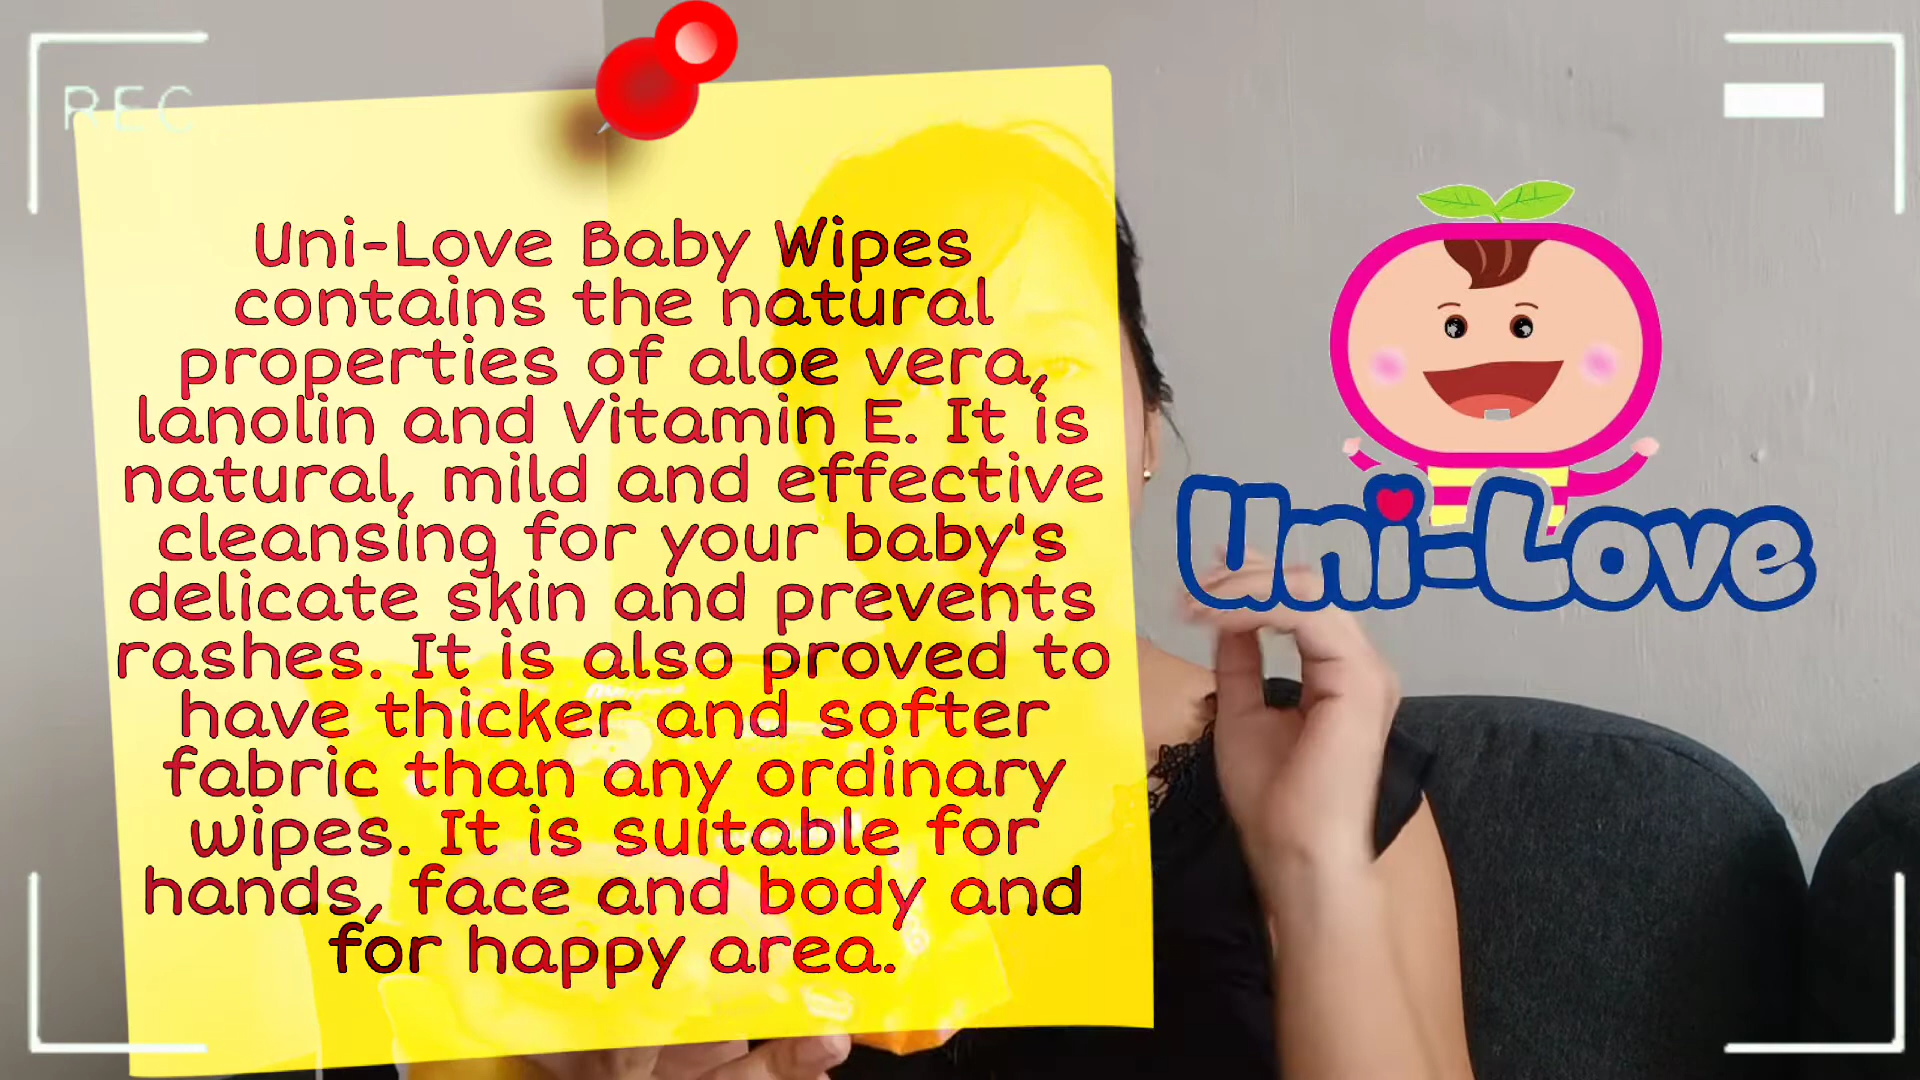 REC
Uni-Love Baby Wipes
contains the natural
properties of aloe vera,
lanolin and Vitamin E. It is
natural, mild and effective
cleansing for your baby's
delicate skin and prevents
rashes. It is also proved to
have thicker and softer
fabric than any ordinary
wipes. It is suitable for
hands, face and body and
for happy area.
Uni-Love